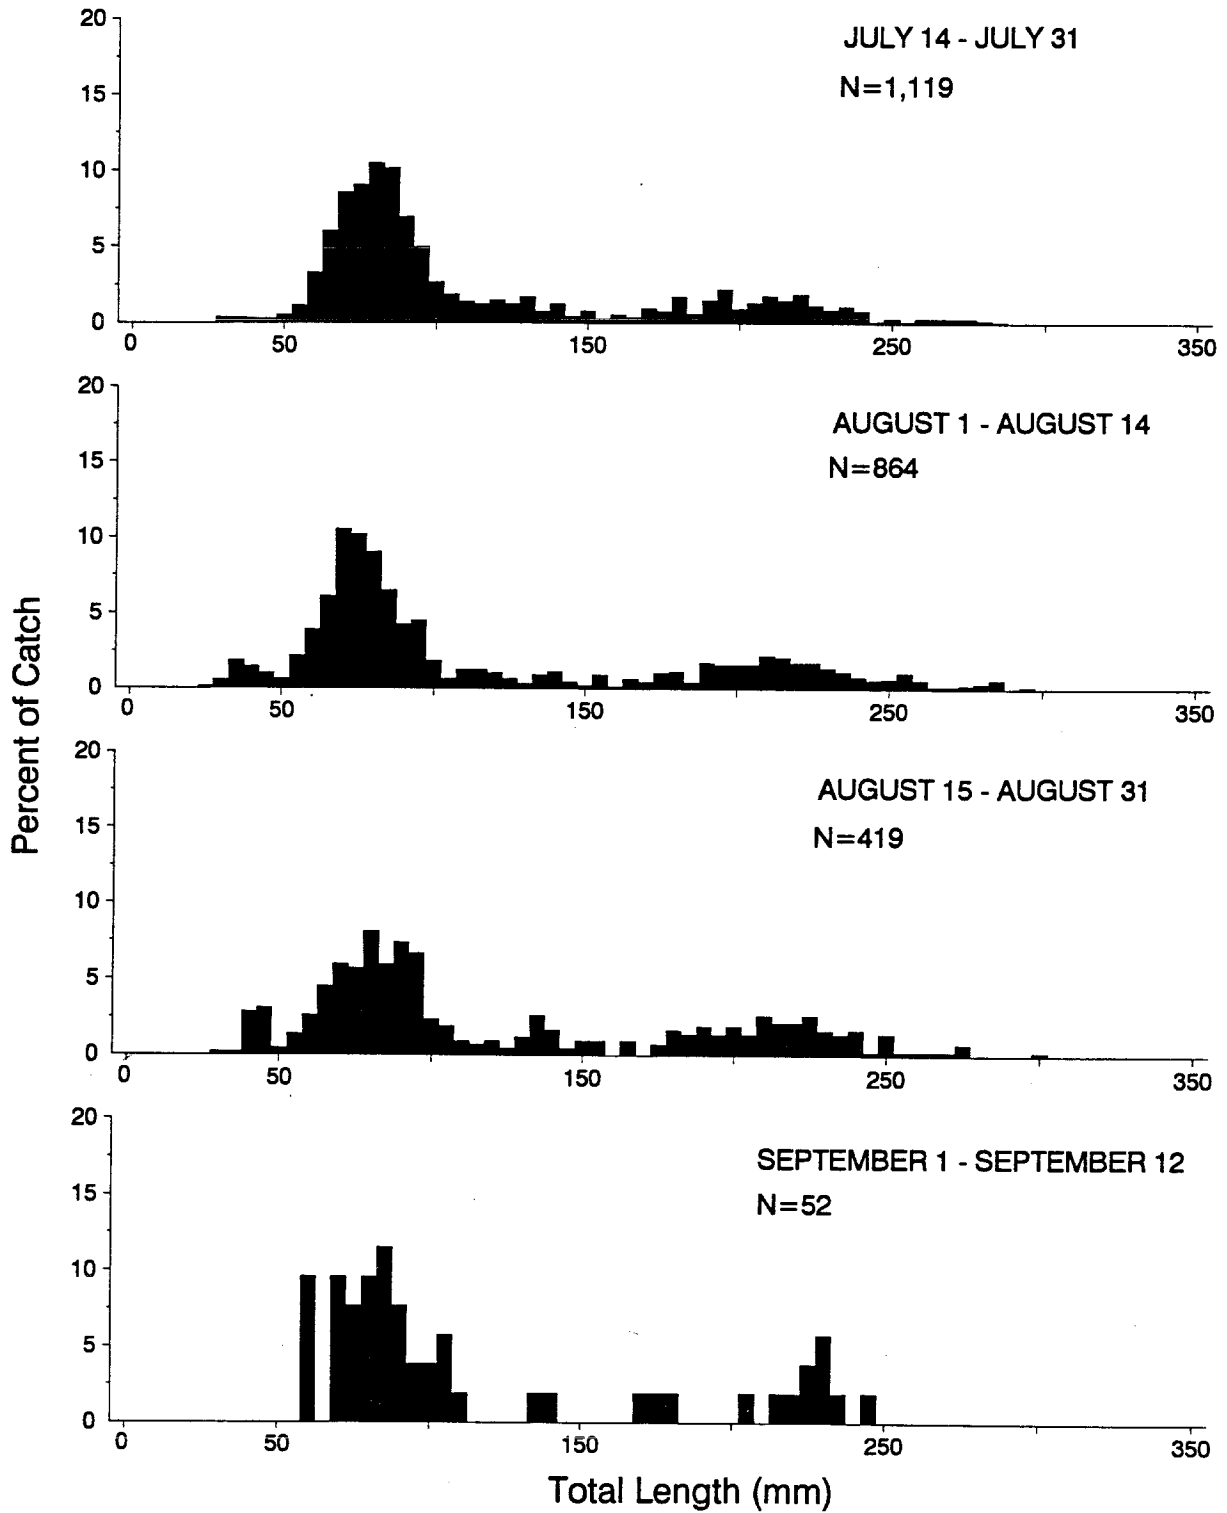 20
JULY 14 - JULY 31
15
N=1,119
10
5
0
0 50 150 250 350
20
AUGUST 1 - AUGUST 14
15
N=864
10
5
0
0 50 150 250 350
Percent of Catch
20
AUGUST 15 - AUGUST 31
15
N=419
10
5
0
0 50 150 250 350
20
SEPTEMBER 1 - SEPTEMBER 12
15
N=52
10
5
0
0 50 150 250 350
Total Length (mm)